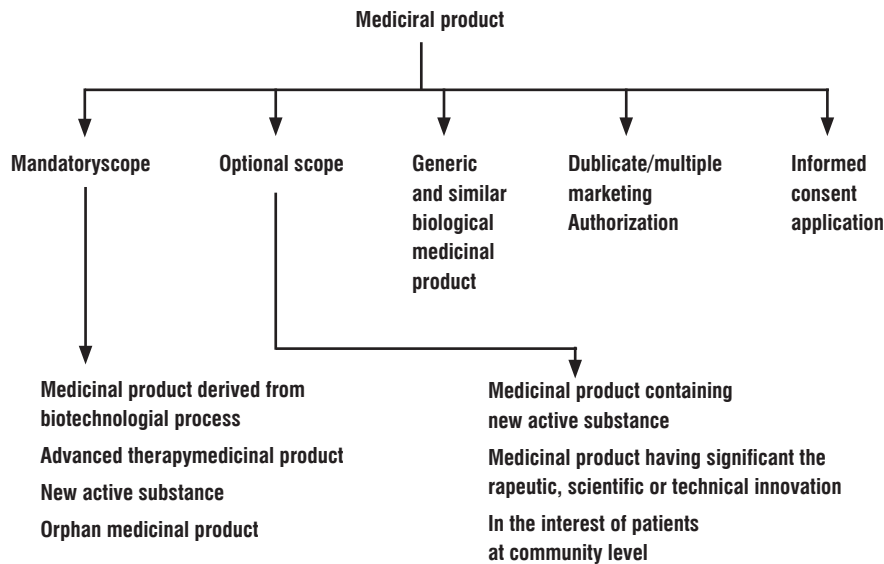 Mediciral product
Mandatoryscope
Optional scope
Generic
and similar
biological
medicinal
product
Dublicate/multiple
marketing
Authorization
Informed
consent
application
Medicinal product derived from
biotechnologial process
Advanced therapymedicinal product
New active substance
Orphan medicinal product
Medicinal product containing
new active substance
Medicinal product having significant the
rapeutic, scientific or technical innovation
In the interest of patients
at community level